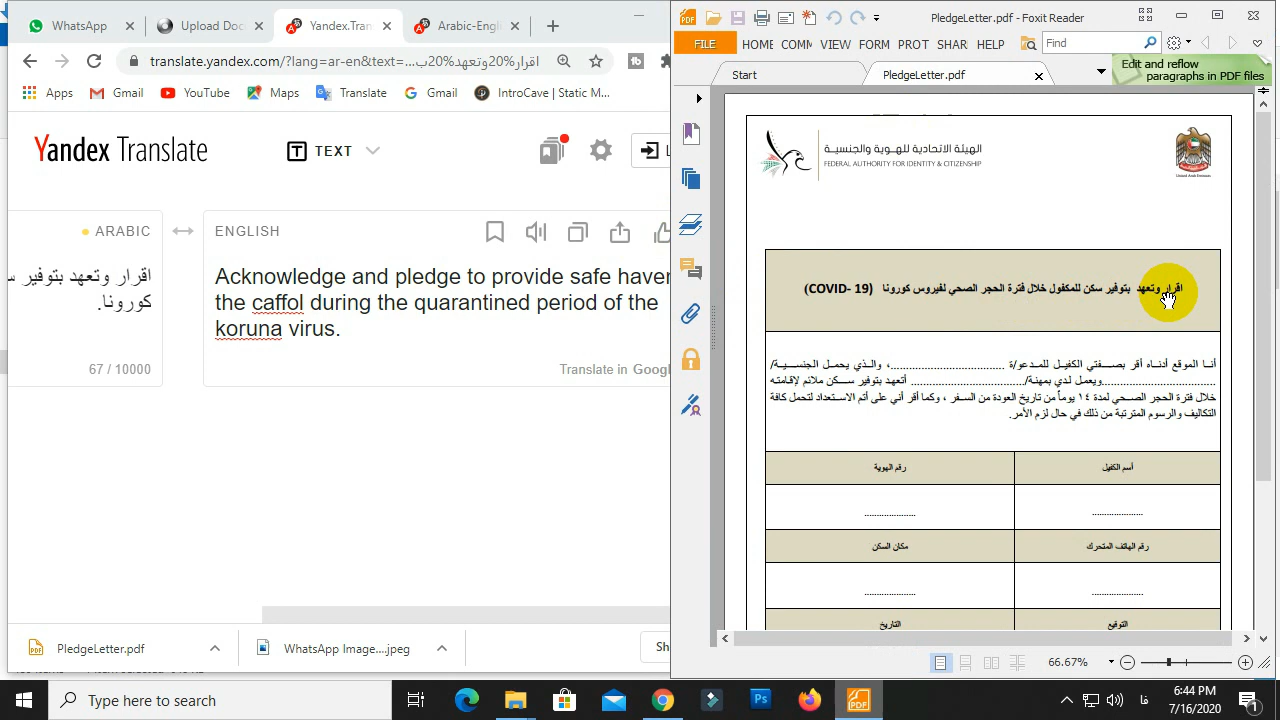 WhatsApp
Upload Doc
Yandex.Trans
Arabic-Engl
translate.yandex.com/?lang=ar-en&text=...اقرار%20وتعهد%20ب
Apps
Gmail
YouTube
Maps
Translate
Gmail
IntroCave | Static M...
Yandex Translate
TEXT
ARABIC
ENGLISH
اقرار وتعهد بتوفير س
كورونا.
67 / 10000
Acknowledge and pledge to provide safe haven
the caffol during the quarantined period of the
koruna virus.
Translate in Goog
PledgeLetter.pdf
WhatsApp Image....jpeg
Sh
PledgeLetter.pdf - Foxit Reader
FILE
HOME
COMM
VIEW
FORM
PROT
SHAR
HELP
Find
Start
PledgeLetter.pdf
Edit and reflow
paragraphs in PDF files
الهيئة الاتحادية للهوية والجنسية
FEDERAL AUTHORITY FOR IDENTITY & CITIZENSHIP
United Arab Emirates
اقرار وتعهد بتوفير سكن للمكفول خلال فترة الحجر الصحي لفيروس كورونا (COVID- 19)
أنا الموقع أدناه أقر بصفتي الكفيل للمدعو/ة ......................................، والذي يحمل الجنسية/
......................................ويعمل لدي بمهنة/...................................... أتعهد بتوفير سكن ملائم لإقامته
خلال فترة الحجر الصحي لمدة ١٤ يوماً من تاريخ العودة من السفر ، وكما أقر أني على أتم الاستعداد لتحمل كافة
التكاليف والرسوم المترتبة من ذلك في حال لزم الأمر.
أسم الكفيل
رقم الهوية
....................
....................
رقم الهاتف المتحرك
مكان السكن
....................
....................
التوقيع
التاريخ
66.67%
Type here to search
فا
6:44 PM
7/16/2020
1